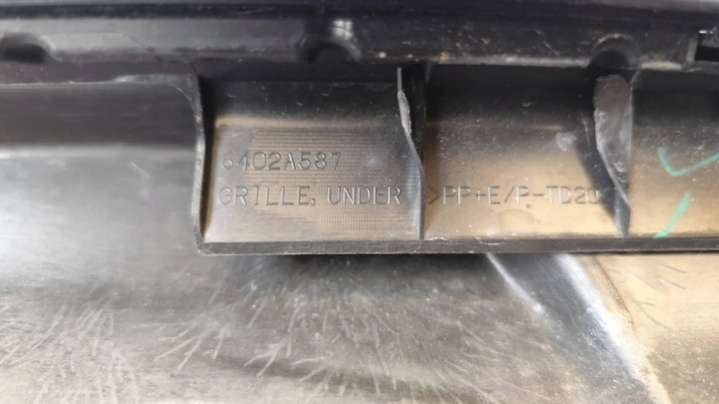 6402A587
GRILLE, UNDER >PP+E/P-TD20